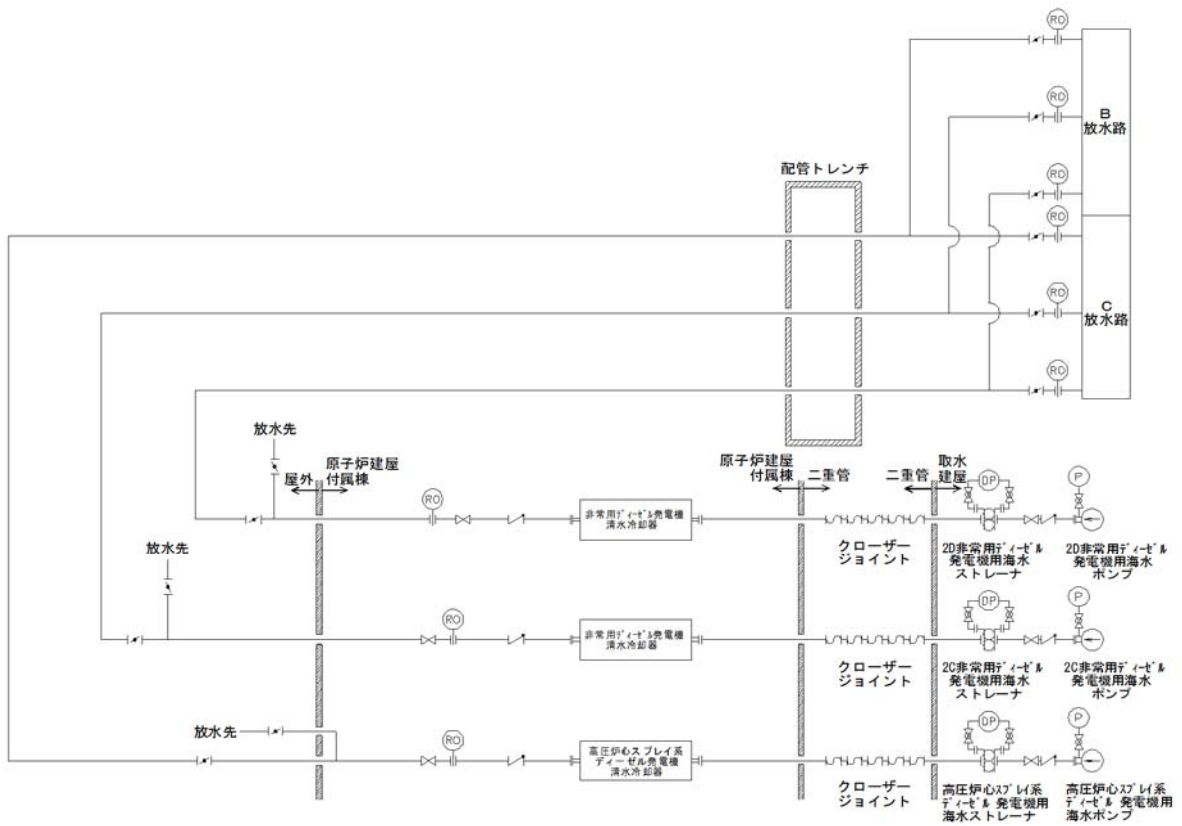 RO
RO
B
放水路
配管トレンチ
RO
RO
RO
C
放水路
RO
放水先
屋外
原子炉建屋
付属棟
原子炉建屋
付属棟
二重管
二重管
取水
建屋
RO
非常用ディーゼル発電機
清水冷却器
DP
P
クローザー
ジョイント
2D非常用ディーゼル
発電機用海水
ストレーナ
2D非常用ディーゼル
発電機用海水
ポンプ
放水先
RO
非常用ディーゼル発電機
清水冷却器
DP
P
クローザー
ジョイント
2C非常用ディーゼル
発電機用海水
ストレーナ
2C非常用ディーゼル
発電機用海水
ポンプ
放水先
RO
高圧炉心スプレイ系
ディーゼル発電機
清水冷却器
DP
P
クローザー
ジョイント
高圧炉心スプレイ系
ディーゼル発電機用
海水ストレーナ
高圧炉心スプレイ系
ディーゼル発電機用
海水ポンプ